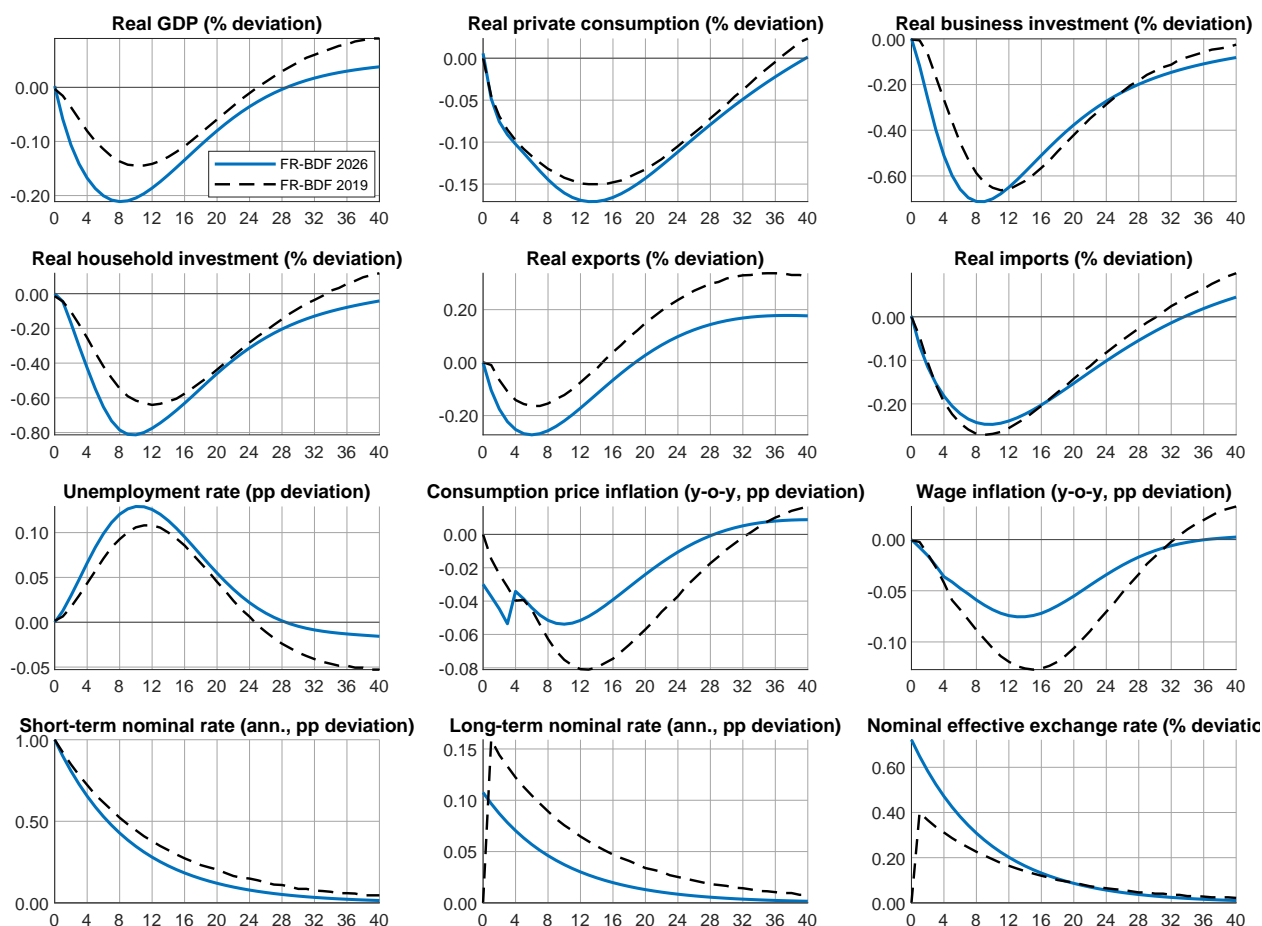 Real GDP (% deviation)
0.00
-0.10
-0.20
0 4 8 12 16 20 24 28 32 36 40
FR-BDF 2026
FR-BDF 2019
Real private consumption (% deviation)
0.00
-0.05
-0.10
-0.15
0 4 8 12 16 20 24 28 32 36 40
Real business investment (% deviation)
0.00
-0.20
-0.40
-0.60
0 4 8 12 16 20 24 28 32 36 40
Real household investment (% deviation)
0.00
-0.20
-0.40
-0.60
-0.80
0 4 8 12 16 20 24 28 32 36 40
Real exports (% deviation)
0.20
0.00
-0.20
0 4 8 12 16 20 24 28 32 36 40
Real imports (% deviation)
0.00
-0.10
-0.20
0 4 8 12 16 20 24 28 32 36 40
Unemployment rate (pp deviation)
0.10
0.05
0.00
-0.05
0 4 8 12 16 20 24 28 32 36 40
Consumption price inflation (y-o-y, pp deviation)
0.00
-0.02
-0.04
-0.06
-0.08
0 4 8 12 16 20 24 28 32 36 40
Wage inflation (y-o-y, pp deviation)
0.00
-0.05
-0.10
0 4 8 12 16 20 24 28 32 36 40
Short-term nominal rate (ann., pp deviation)
1.00
0.50
0.00
0 4 8 12 16 20 24 28 32 36 40
Long-term nominal rate (ann., pp deviation)
0.15
0.10
0.05
0.00
0 4 8 12 16 20 24 28 32 36 40
Nominal effective exchange rate (% deviatio
0.60
0.40
0.20
0.00
0 4 8 12 16 20 24 28 32 36 40